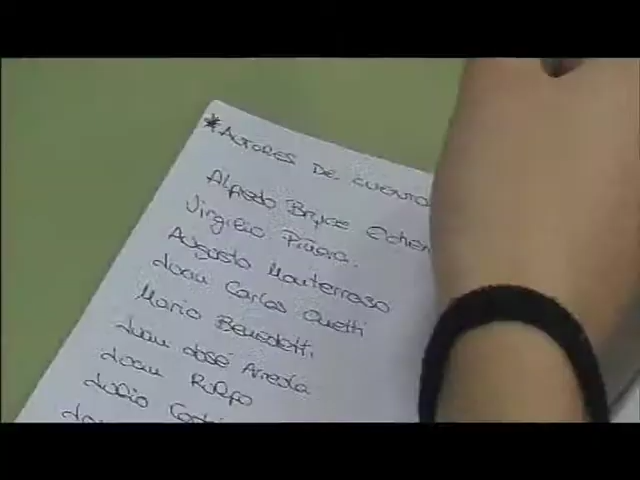 *AUTORES DE CUENTO
Alfredo Bryce Echen
Virgilio Piñera.
Augusto Monterroso
Juan Carlos Onetti
Mario Benedetti.
Juan José Arreola
Juan Rulfo
Julio